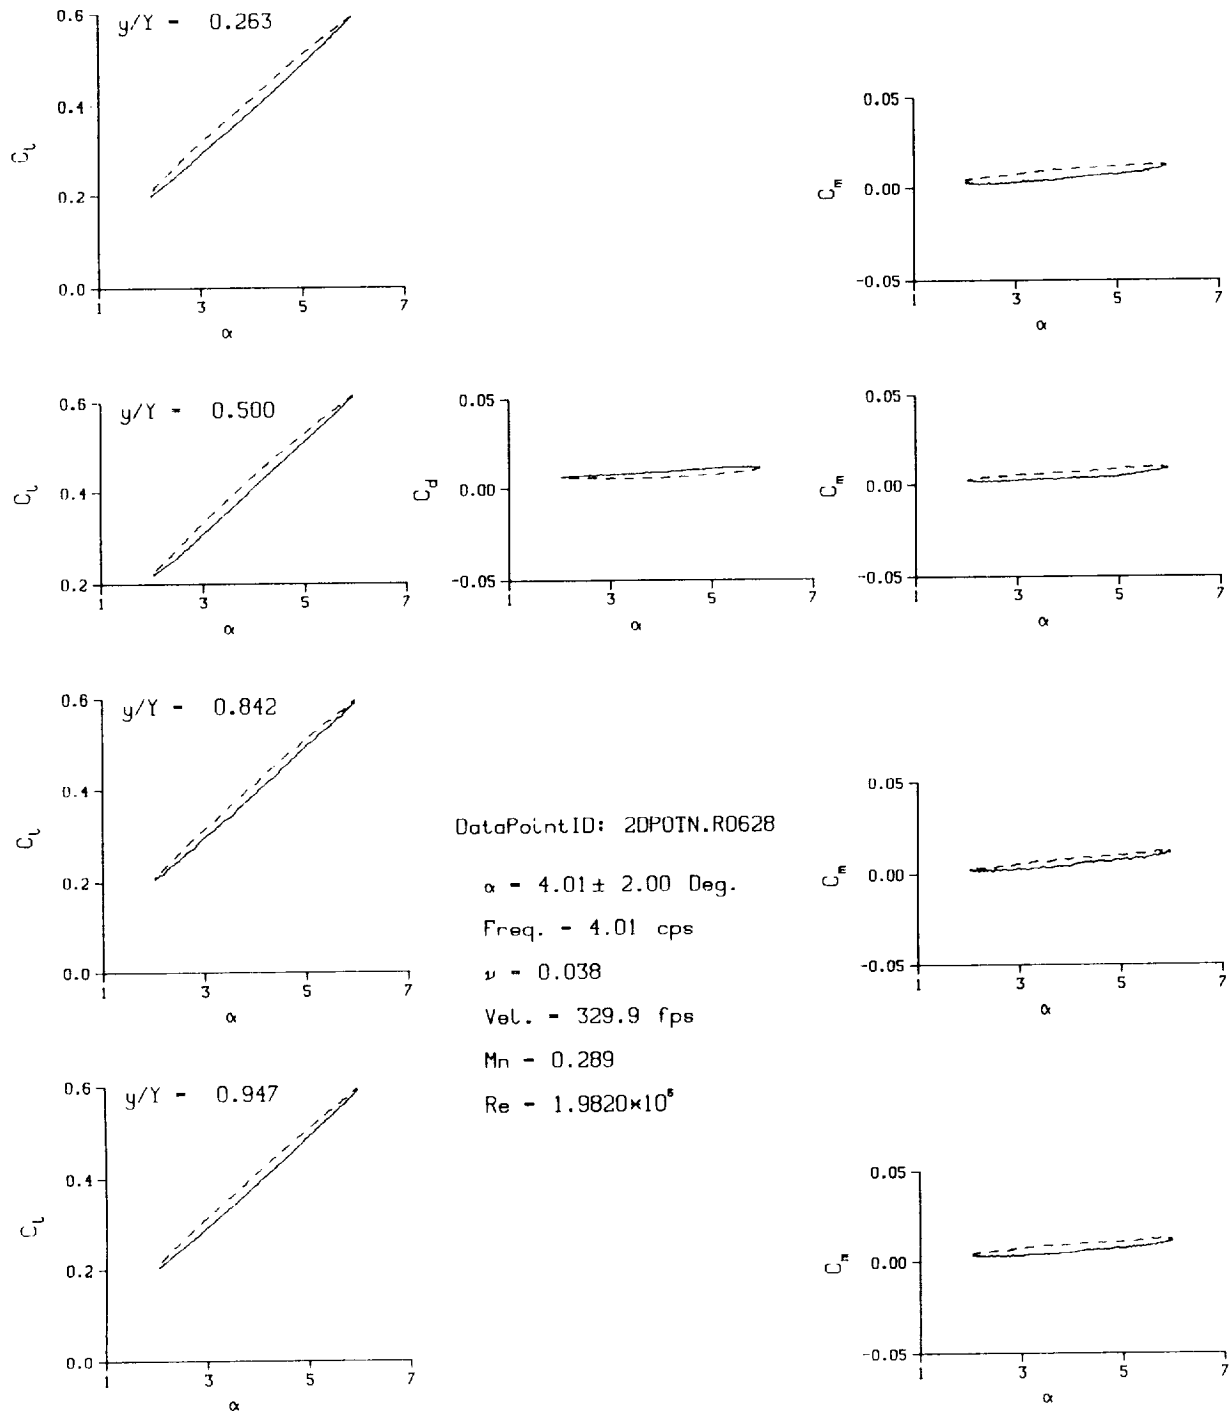 y/Y - 0.263
0.6
0.4
0.2
0.0
C_l
1 3 5 7
α
0.05
0.00
-0.05
C_m
1 3 5 7
α
y/Y - 0.500
0.6
0.4
0.2
C_l
1 3 5 7
α
0.05
0.00
-0.05
C_d
1 5 7
α
0.05
0.00
-0.05
C_m
1 3 5 7
α
y/Y - 0.842
0.6
0.4
0.2
0.0
C_l
1 3 5 7
α
DataPointID: 2DPOTN.R0628
α - 4.01± 2.00 Deg.
Freq. - 4.01 cps
ν - 0.038
Vel. - 329.9 fps
Mn - 0.289
Re - 1.9820×10⁶
0.05
0.00
-0.05
C_m
1 3 5 7
α
y/Y - 0.947
0.6
0.4
0.2
0.0
C_l
1 3 5 7
α
0.05
0.00
-0.05
C_m
1 3 5 7
α